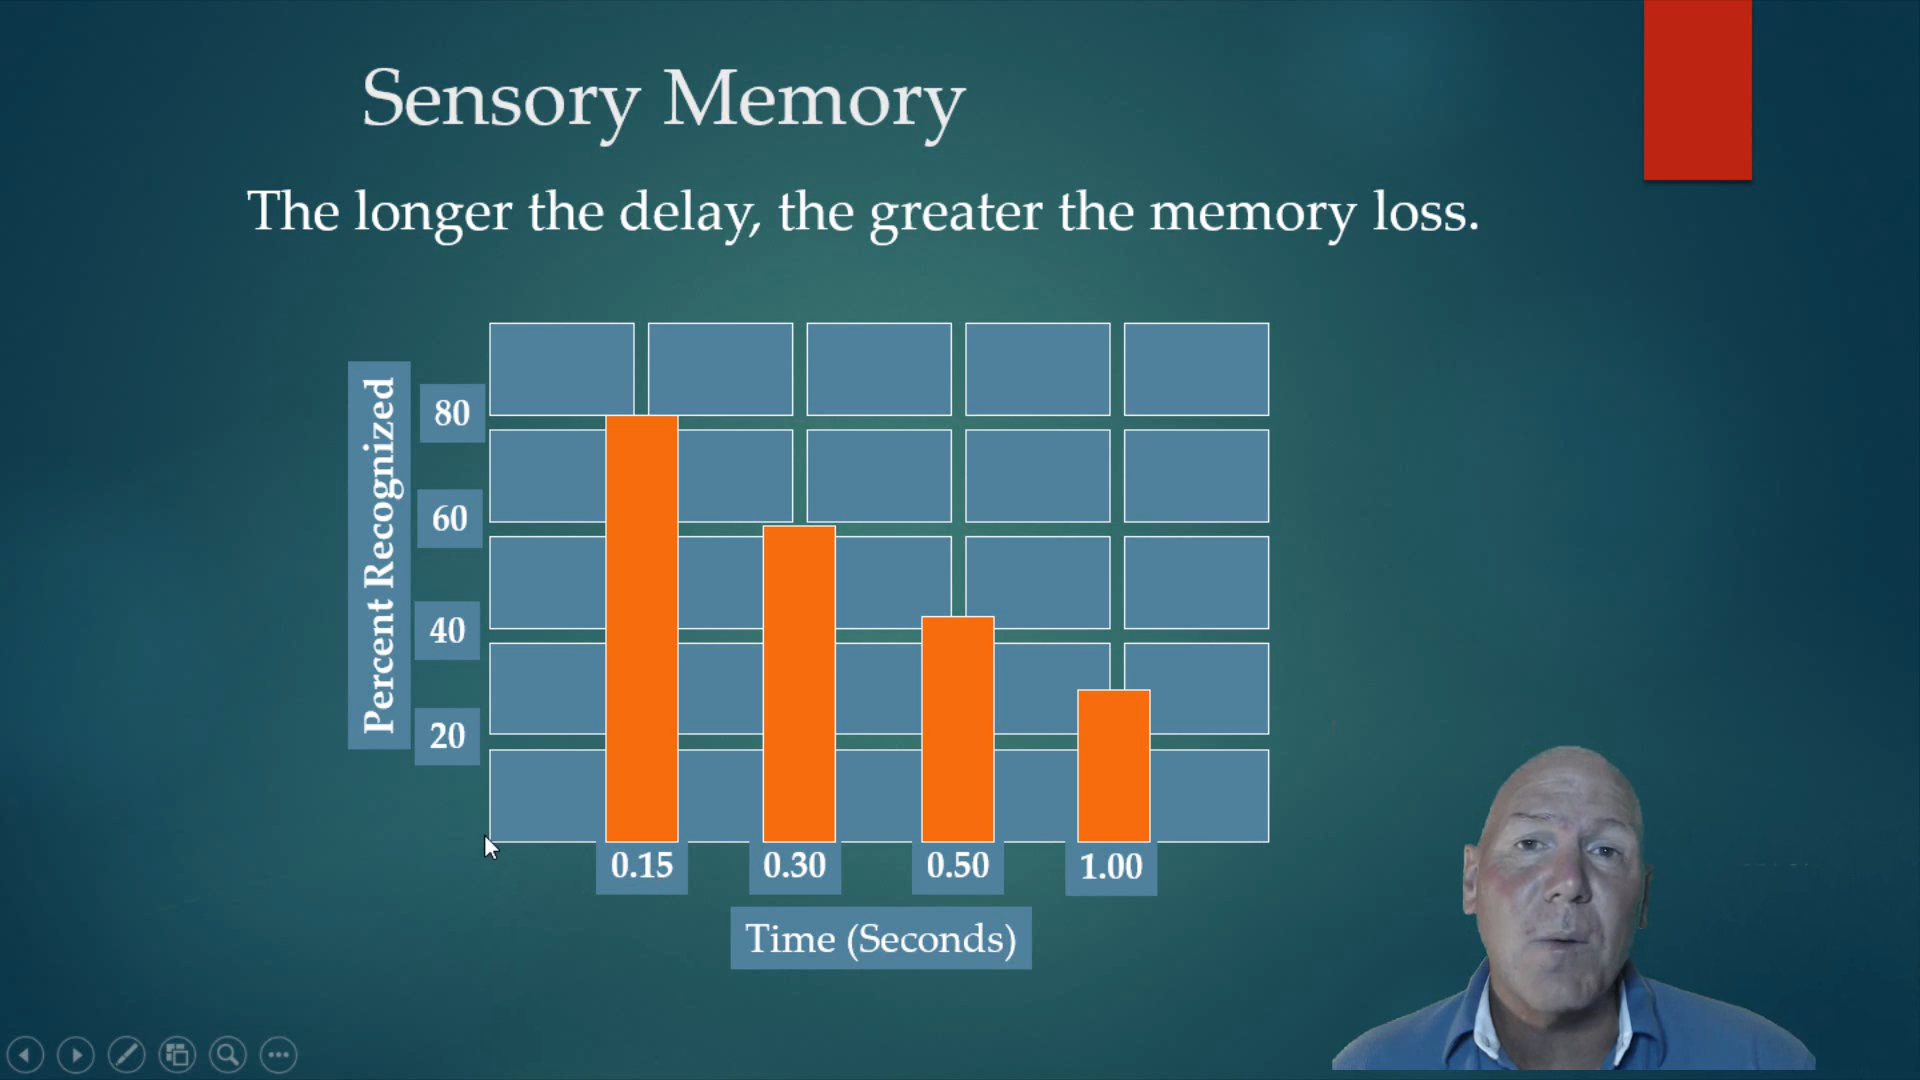 Sensory Memory
The longer the delay, the greater the memory loss.
Percent Recognized
80
60
40
20
0.15
0.30
0.50
1.00
Time (Seconds)